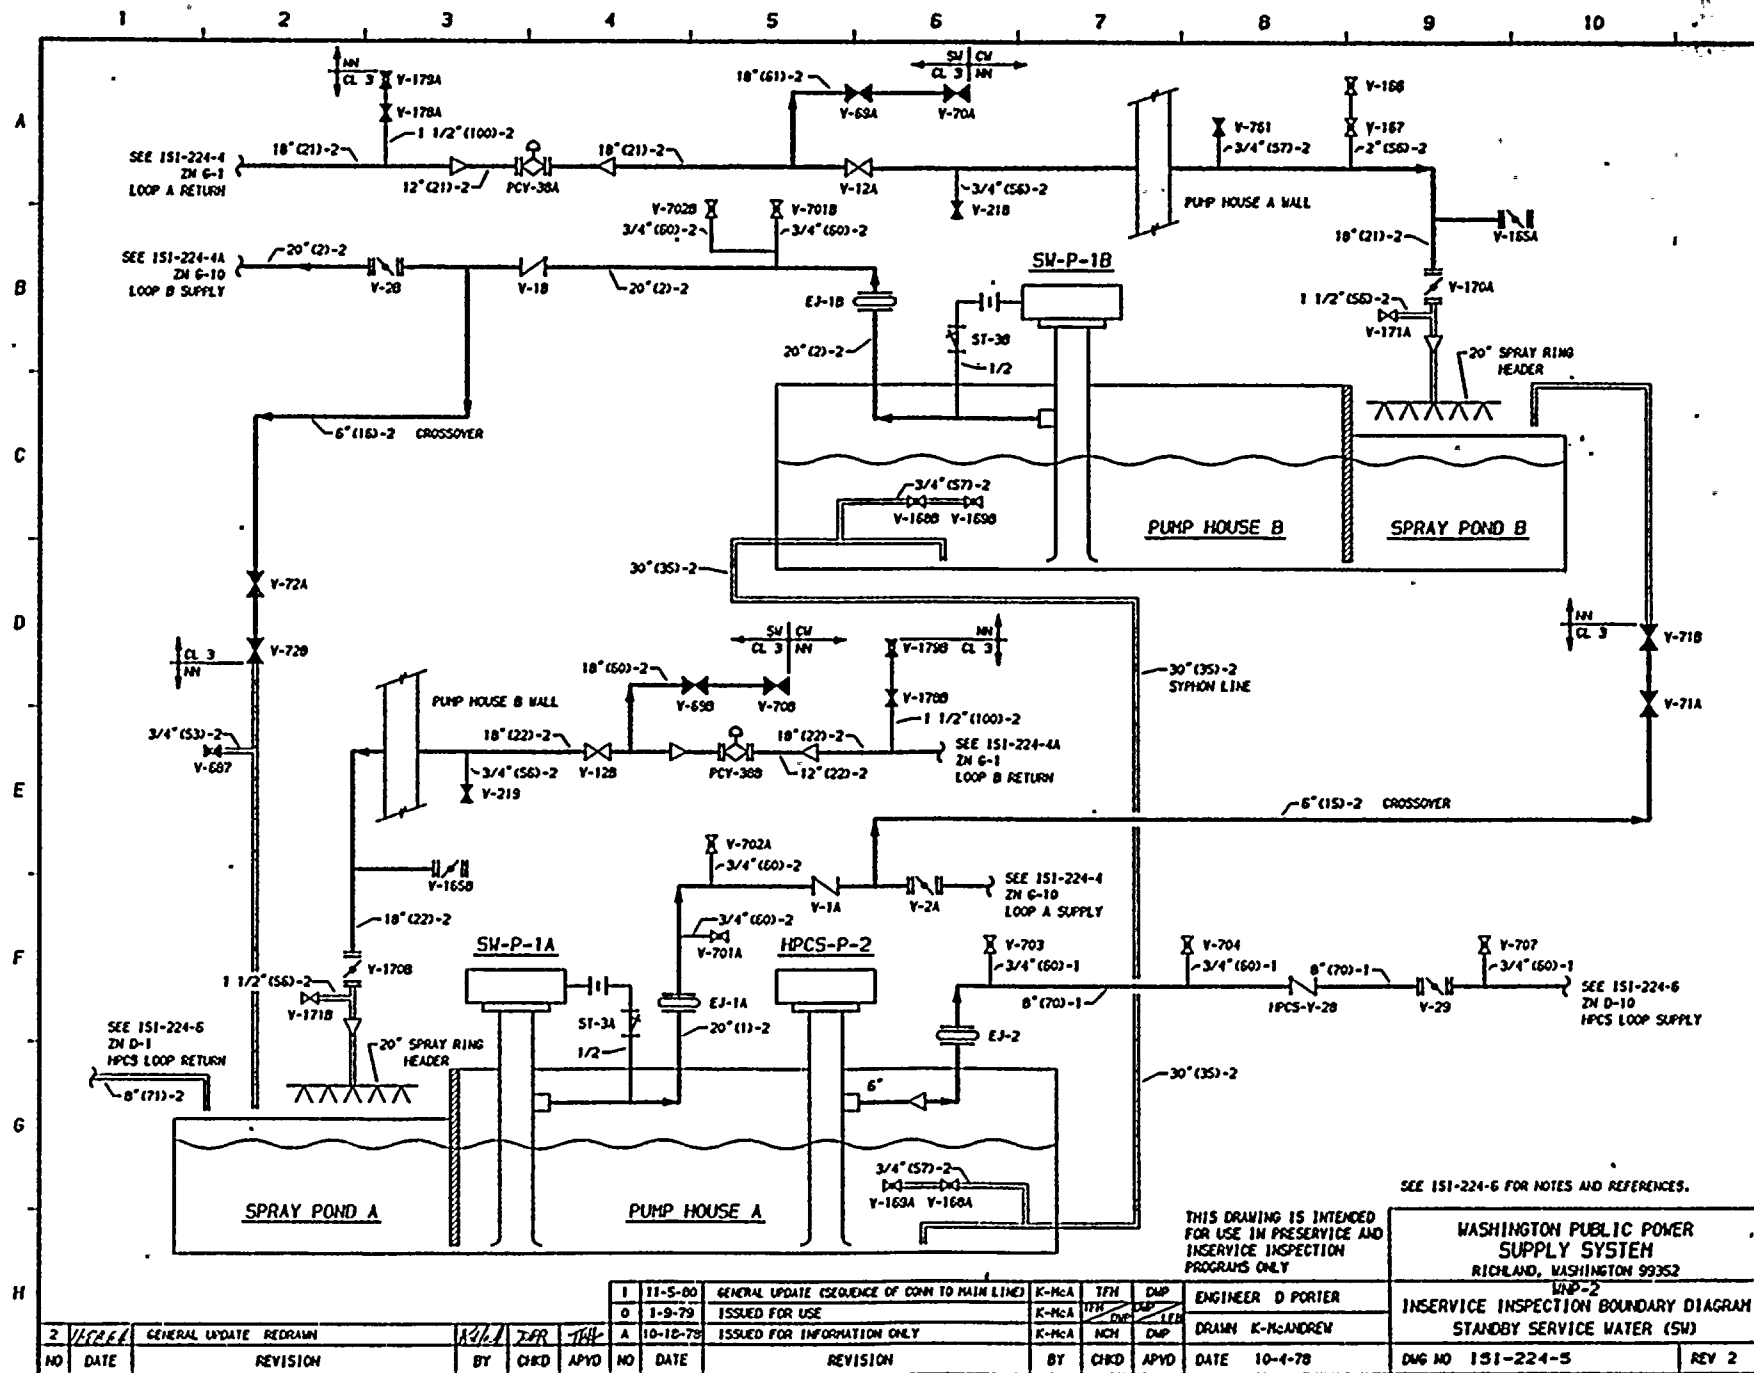 1 2 3 4 5 6 7 8 9 10
A
B
C
D
E
F
G
H
NN
CL 3
V-179A
V-178A
1 1/2"(100)-2
SEE ISI-224-4
ZN G-1
LOOP A RETURN
18"(21)-2
12"(21)-2
PCV-38A
18"(21)-2
18"(61)-2
V-69A
V-70A
SW CW
CL 3 NN
V-12A
3/4"(56)-2
V-218
PUMP HOUSE A WALL
V-751
3/4"(57)-2
V-166
V-167
2"(56)-2
18"(21)-2
V-165A
V-170A
1 1/2"(56)-2
V-171A
20" SPRAY RING
HEADER
SEE ISI-224-4A
ZN G-10
LOOP B SUPPLY
20"(2)-2
V-2B
V-1B
20"(2)-2
V-702B
3/4"(60)-2
V-701B
3/4"(60)-2
EJ-1B
20"(2)-2
SW-P-1B
ST-3B
1/2
6"(16)-2 CROSSOVER
3/4"(57)-2
V-168B V-169B
PUMP HOUSE B
SPRAY POND B
30"(35)-2
V-72A
V-72B
CL 3
NN
3/4"(53)-2
V-687
PUMP HOUSE B WALL
18"(60)-2
V-69B
V-70B
SW CW
CL 3 NN
V-179B
NN
CL 3
V-178B
1 1/2"(100)-2
18"(22)-2
V-12B
PCV-38B
12"(22)-2
18"(22)-2
SEE ISI-224-4A
ZN G-1
LOOP B RETURN
3/4"(56)-2
V-219
30"(35)-2
SYPHON LINE
NN
CL 3
V-71B
V-71A
6"(15)-2 CROSSOVER
V-165B
18"(22)-2
V-170B
1 1/2"(56)-2
V-171B
20" SPRAY RING
HEADER
SEE ISI-224-6
ZN D-1
HPCS LOOP RETURN
8"(71)-2
V-702A
3/4"(60)-2
V-1A
V-2A
SEE ISI-224-4
ZN G-10
LOOP A SUPPLY
3/4"(60)-2
V-701A
SW-P-1A
ST-3A
1/2
EJ-1A
20"(1)-2
HPCS-P-2
6"
EJ-2
V-703
3/4"(60)-1
8"(70)-1
V-704
3/4"(60)-1
HPCS-V-28
8"(70)-1
V-29
V-707
3/4"(60)-1
SEE ISI-224-6
ZN D-10
HPCS LOOP SUPPLY
30"(35)-2
3/4"(57)-2
V-169A V-168A
SPRAY POND A
PUMP HOUSE A
SEE ISI-224-6 FOR NOTES AND REFERENCES.
THIS DRAWING IS INTENDED
FOR USE IN PRESERVICE AND
INSERVICE INSPECTION
PROGRAMS ONLY
WASHINGTON PUBLIC POWER
SUPPLY SYSTEM
RICHLAND, WASHINGTON 99352
WNP-2
INSERVICE INSPECTION BOUNDARY DIAGRAM
STANDBY SERVICE WATER (SW)
DWG NO ISI-224-5 REV 2
ENGINEER D PORTER
DRAWN K-McANDREW
DATE 10-4-78
1 11-5-80 GENERAL UPDATE (SEQUENCE OF CONN TO MAIN LINE) K-McA TFH DWP
0 1-9-79 ISSUED FOR USE K-McA TFH DWP DWP LFB
A 10-18-78 ISSUED FOR INFORMATION ONLY K-McA NCH DWP
NO DATE REVISION BY CHKD APVD
2 GENERAL UPDATE REDRAWN
NO DATE REVISION BY CHKD APVD